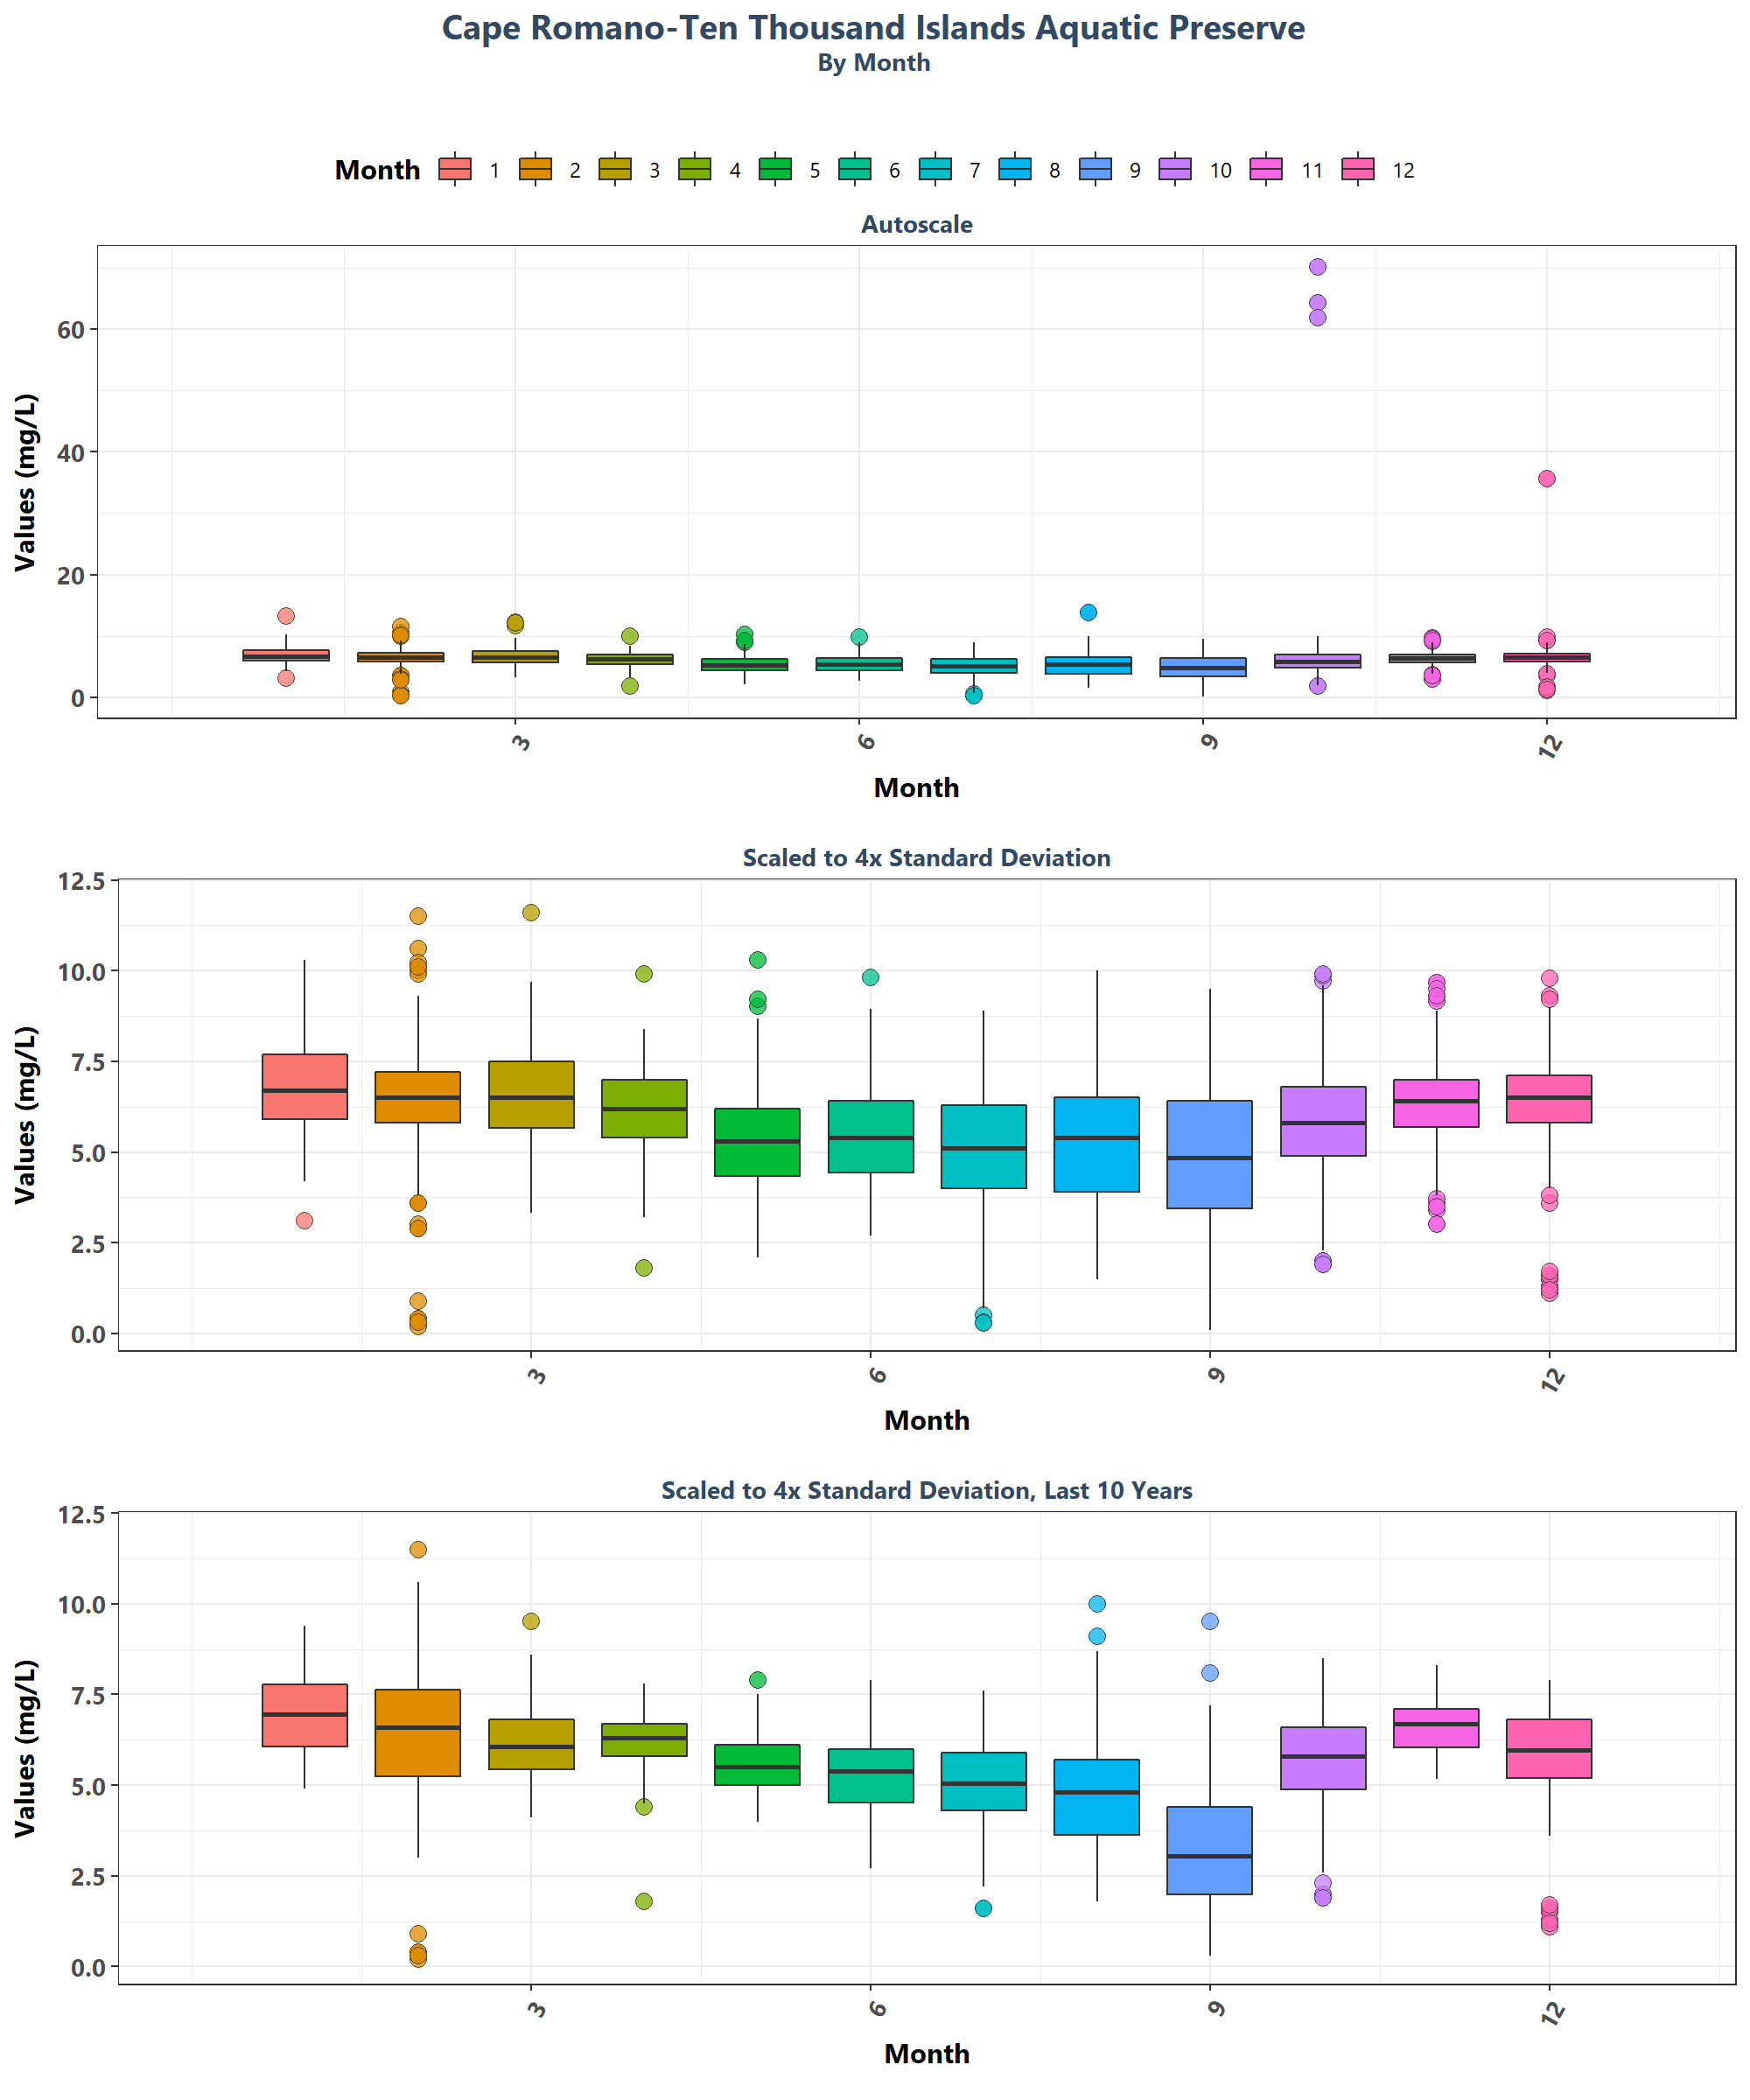 Cape Romano-Ten Thousand Islands Aquatic Preserve
By Month
Month 1 2 3 4 5 6 7 8 9 10 11 12
Autoscale
Values (mg/L)
60
40
20
0
3 6 9 12
Month
Scaled to 4x Standard Deviation
Values (mg/L)
12.5
10.0
7.5
5.0
2.5
0.0
3 6 9 12
Month
Scaled to 4x Standard Deviation, Last 10 Years
Values (mg/L)
12.5
10.0
7.5
5.0
2.5
0.0
3 6 9 12
Month